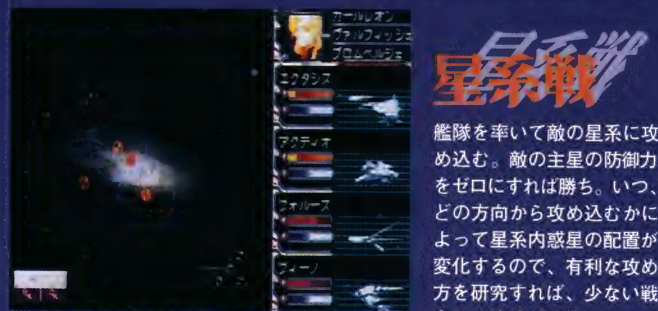 カールレオン
ヴァルフィッシュ
ブロムベルジェ
エクタシス
アクティオ
フォルース
フィーノ
星系戦
艦隊を率いて敵の星系に攻
め込む。敵の主星の防御力
をゼロにすれば勝ち。いつ、
どの方向から攻め込むかに
よって星系内惑星の配置が
変化するので、有利な攻め
方を研究すれば、少ない戦